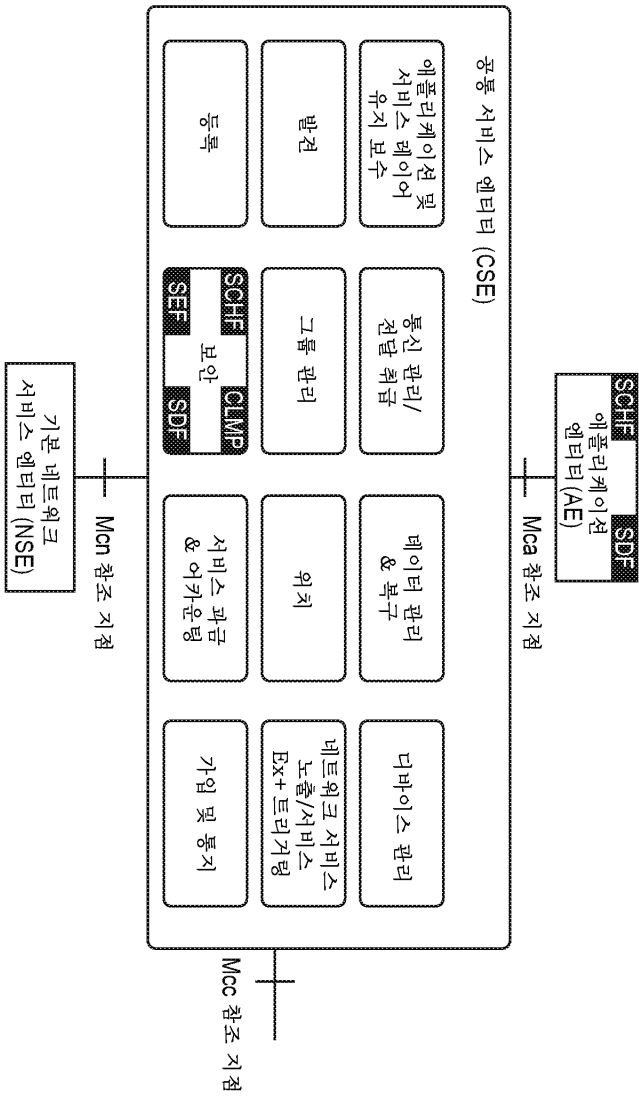 SCHF SDF
애플리케이션
엔티티(AE)
Mca 참조 지점
공통 서비스 엔티티 (CSE)
애플리케이션 및
서비스 레이어
유지 보수
통신 관리/
전달 취급
데이터 관리
& 복구
디바이스 관리
발견
그룹 관리
위치
네트워크 서비스
노출/서비스
Ex+ 트리거링
Mcc 참조 지점
등록
SCHF CLMP
보안
SEF SDF
서비스 과금
& 어카운팅
가입 및 통지
Mcn 참조 지점
기본 네트워크
서비스 엔티티 (NSE)